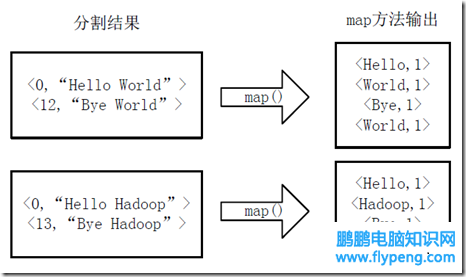 分割结果
map方法输出
<0,“Hello World”>
<12,“Bye World”>
map()
<Hello,1>
<World,1>
<Bye,1>
<World,1>
<0,“Hello Hadoop”>
<13,“Bye Hadoop”>
map()
<Hello,1>
<Hadoop,1>
鹏鹏电脑知识网
www.flypeng.com